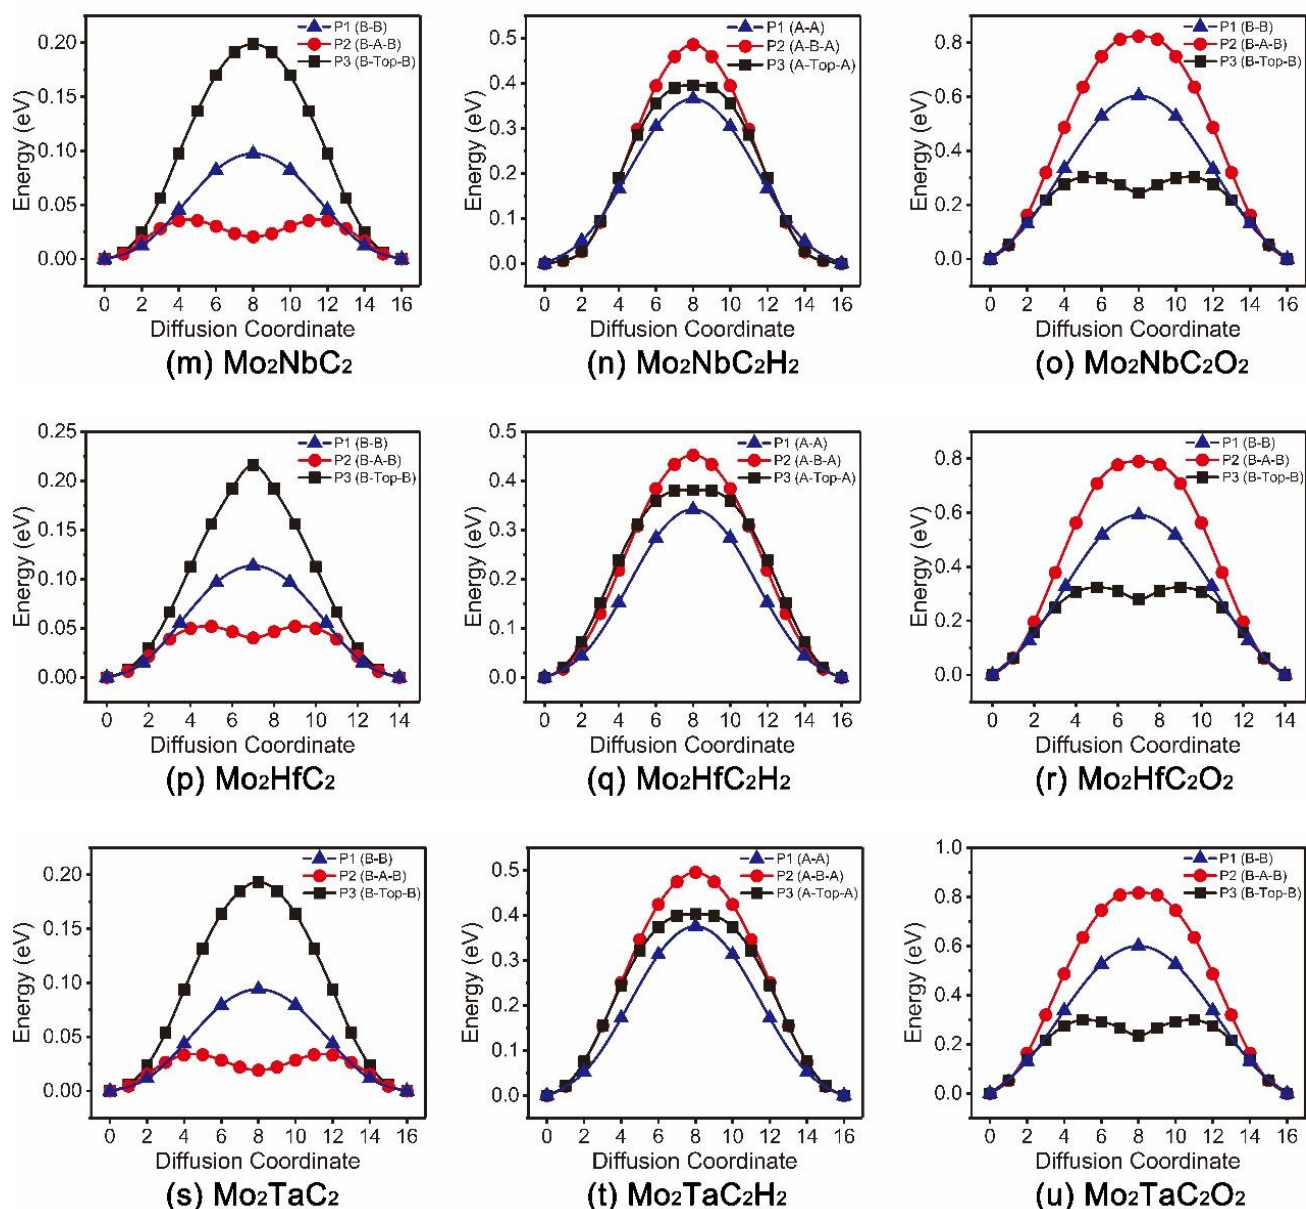 P1 (B-B)
P2 (B-A-B)
P3 (B-Top-B)
0.20
0.15
0.10
0.05
0.00
Energy (eV)
0 2 4 6 8 10 12 14 16
Diffusion Coordinate
(m) Mo₂NbC₂
P1 (A-A)
P2 (A-B-A)
P3 (A-Top-A)
0.5
0.4
0.3
0.2
0.1
0.0
Energy (eV)
0 2 4 6 8 10 12 14 16
Diffusion Coordinate
(n) Mo₂NbC₂H₂
P1 (B-B)
P2 (B-A-B)
P3 (B-Top-B)
0.8
0.6
0.4
0.2
0.0
Energy (eV)
0 2 4 6 8 10 12 14 16
Diffusion Coordinate
(o) Mo₂NbC₂O₂
P1 (B-B)
P2 (B-A-B)
P3 (B-Top-B)
0.25
0.20
0.15
0.10
0.05
0.00
Energy (eV)
0 2 4 6 8 10 12 14
Diffusion Coordinate
(p) Mo₂HfC₂
P1 (A-A)
P2 (A-B-A)
P3 (A-Top-A)
0.5
0.4
0.3
0.2
0.1
0.0
Energy (eV)
0 2 4 6 8 10 12 14 16
Diffusion Coordinate
(q) Mo₂HfC₂H₂
P1 (B-B)
P2 (B-A-B)
P3 (B-Top-B)
0.8
0.6
0.4
0.2
0.0
Energy (eV)
0 2 4 6 8 10 12 14
Diffusion Coordinate
(r) Mo₂HfC₂O₂
P1 (B-B)
P2 (B-A-B)
P3 (B-Top-B)
0.20
0.15
0.10
0.05
0.00
Energy (eV)
0 2 4 6 8 10 12 14 16
Diffusion Coordinate
(s) Mo₂TaC₂
P1 (A-A)
P2 (A-B-A)
P3 (A-Top-A)
0.5
0.4
0.3
0.2
0.1
0.0
Energy (eV)
0 2 4 6 8 10 12 14 16
Diffusion Coordinate
(t) Mo₂TaC₂H₂
P1 (B-B)
P2 (B-A-B)
P3 (B-Top-B)
1.0
0.8
0.6
0.4
0.2
0.0
Energy (eV)
0 2 4 6 8 10 12 14 16
Diffusion Coordinate
(u) Mo₂TaC₂O₂